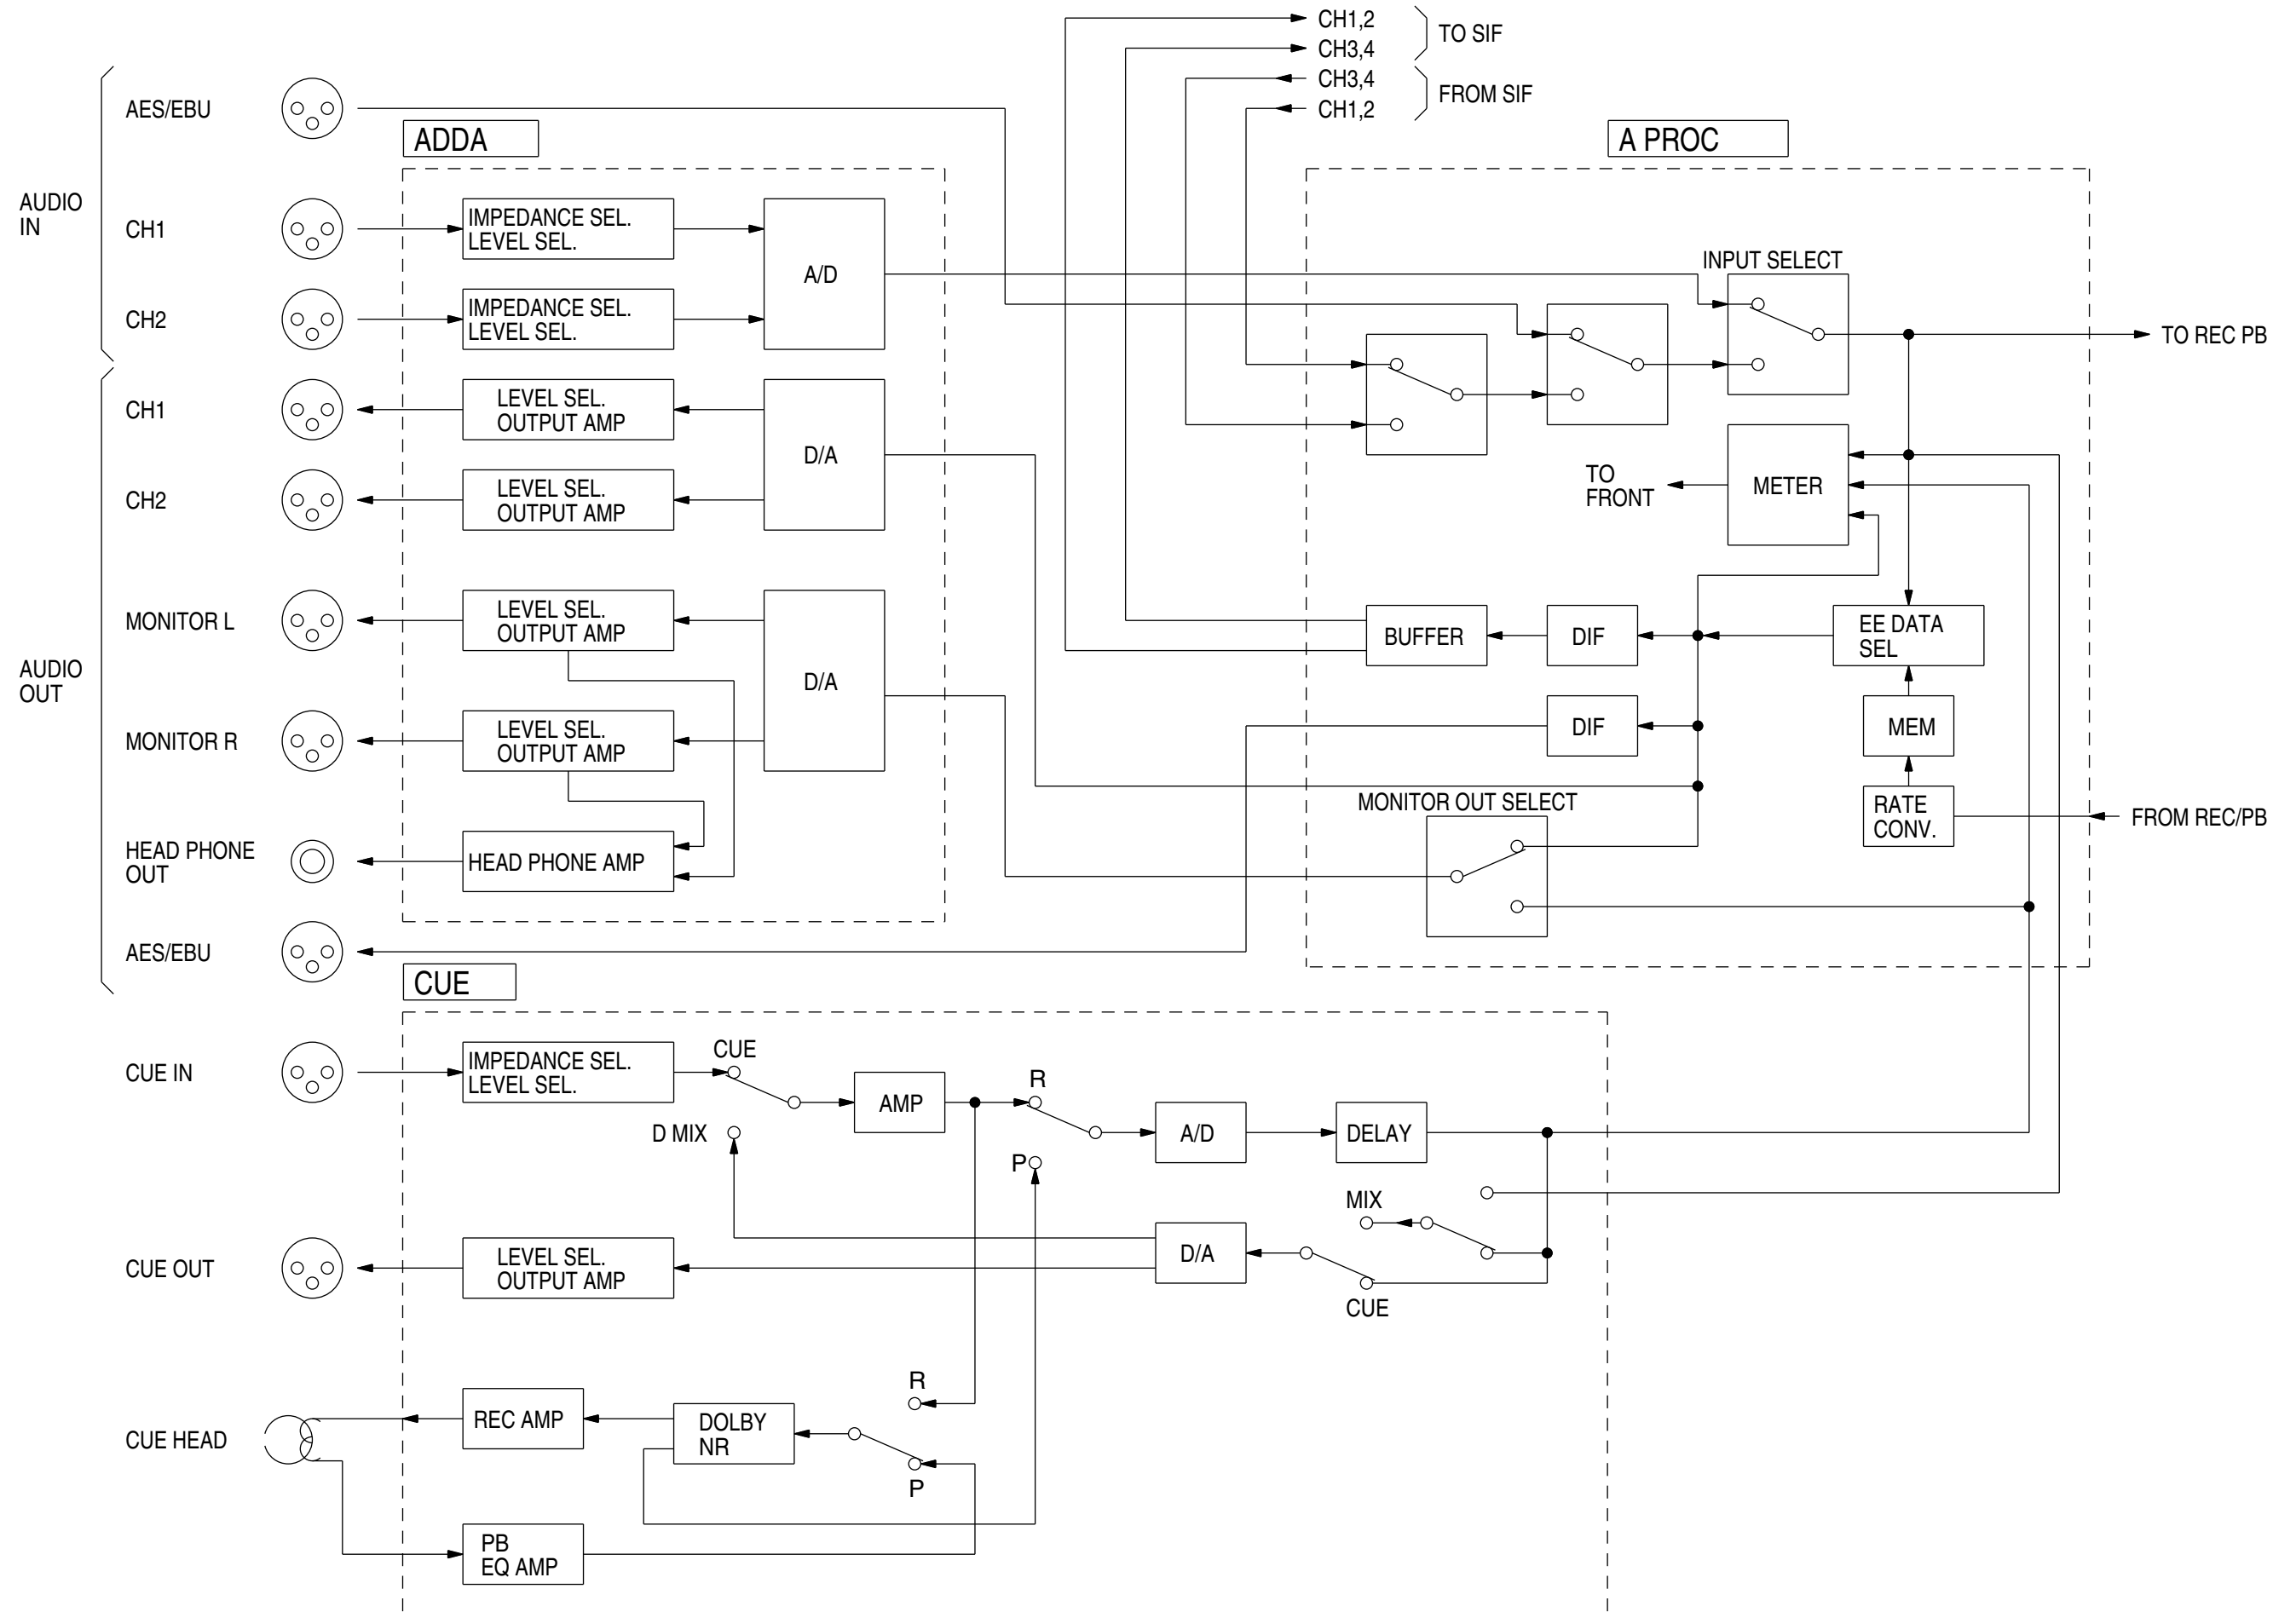 CH1,2
TO SIF
CH3,4
CH3,4
FROM SIF
CH1,2
AUDIO
IN
AES/EBU
CH1
CH2
AUDIO
OUT
CH1
CH2
MONITOR L
MONITOR R
HEAD PHONE
OUT
AES/EBU
ADDA
IMPEDANCE SEL.
LEVEL SEL.
IMPEDANCE SEL.
LEVEL SEL.
A/D
LEVEL SEL.
OUTPUT AMP
LEVEL SEL.
OUTPUT AMP
D/A
LEVEL SEL.
OUTPUT AMP
LEVEL SEL.
OUTPUT AMP
D/A
HEAD PHONE AMP
A PROC
INPUT SELECT
TO REC PB
METER
TO
FRONT
BUFFER
DIF
EE DATA
SEL
DIF
MEM
MONITOR OUT SELECT
RATE
CONV.
FROM REC/PB
CUE
CUE IN
IMPEDANCE SEL.
LEVEL SEL.
CUE
D MIX
AMP
R
P
A/D
DELAY
MIX
CUE OUT
LEVEL SEL.
OUTPUT AMP
D/A
CUE
CUE HEAD
REC AMP
DOLBY
NR
R
P
PB
EQ AMP